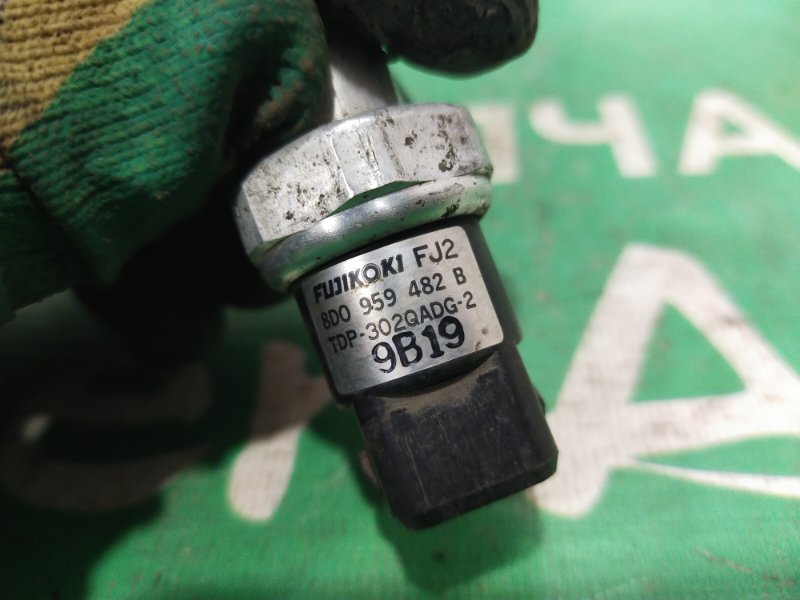 FUJIKOKI FJ2
8D0 959 482 B
TDP-302QADG-2
9B19